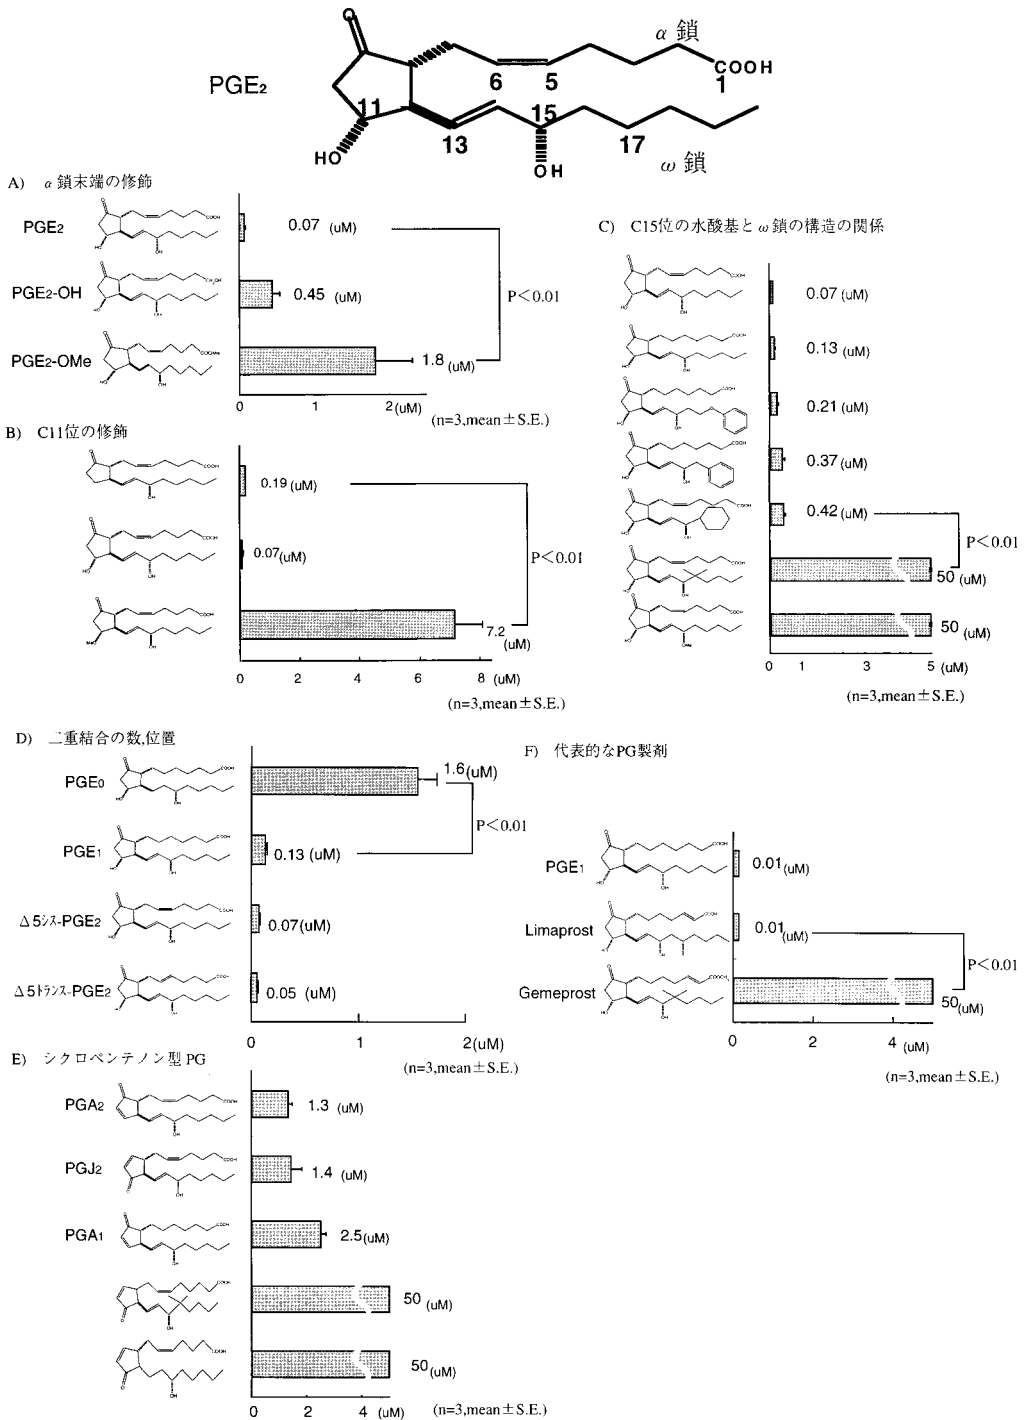 O
α 鎖
COOH
1
6
5
PGE2
11
13
15
17
HO
OH
ω 鎖
A) α 鎖末端の修飾
PGE2
0.07 (uM)
PGE2-OH
0.45 (uM)
P<0.01
PGE2-OMe
1.8 (uM)
0 1 2 (uM)
(n=3,mean±S.E.)
B) C11位の修飾
0.19 (uM)
0.07(uM)
P<0.01
7.2 (uM)
0 2 4 6 8 (uM)
(n=3,mean±S.E.)
C) C15位の水酸基とω鎖の構造の関係
0.07 (uM)
0.13 (uM)
0.21 (uM)
0.37 (uM)
0.42 (uM)
P<0.01
50 (uM)
50 (uM)
0 1 3 5 (uM)
(n=3,mean±S.E.)
D) 二重結合の数,位置
PGE0
1.6(uM)
P<0.01
PGE1
0.13 (uM)
Δ5シス-PGE2
0.07(uM)
Δ5トランス-PGE2
0.05 (uM)
0 1 2(uM)
(n=3,mean±S.E.)
E) シクロペンテノン型 PG
PGA2
1.3 (uM)
PGJ2
1.4 (uM)
PGA1
2.5(uM)
50 (uM)
50(uM)
0 2 4 (uM)
(n=3,mean±S.E.)
F) 代表的なPG製剤
PGE1
0.01 (uM)
Limaprost
0.01 (uM)
P<0.01
Gemeprost
50(uM)
0 2 4 (uM)
(n=3,mean±S.E.)